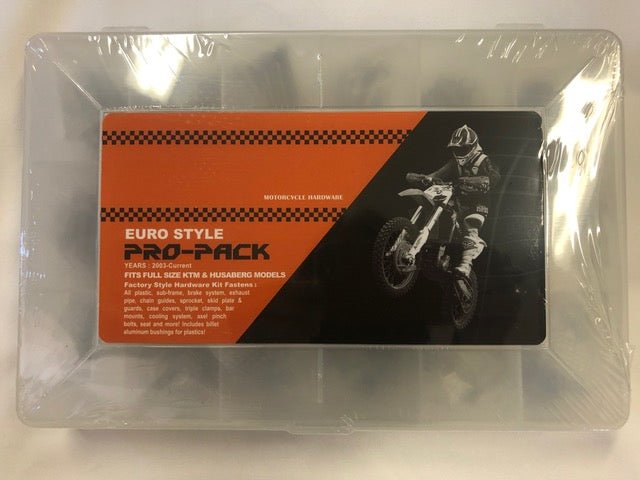 MOTORCYCLE HARDWARE
EURO STYLE
PRO-PACK
YEARS : 2003-Current
FITS FULL SIZE KTM & HUSABERG MODELS
Factory Style Hardware Kit Fastens :
All plastic, sub-frame, brake system, exhaust
pipe, chain guides, sprocket, skid plate &
guards, case covers, triple clamps, bar
mounts, cooling system, axel pinch
bolts, seat and more! Includes billet
aluminum bushings for plastics!